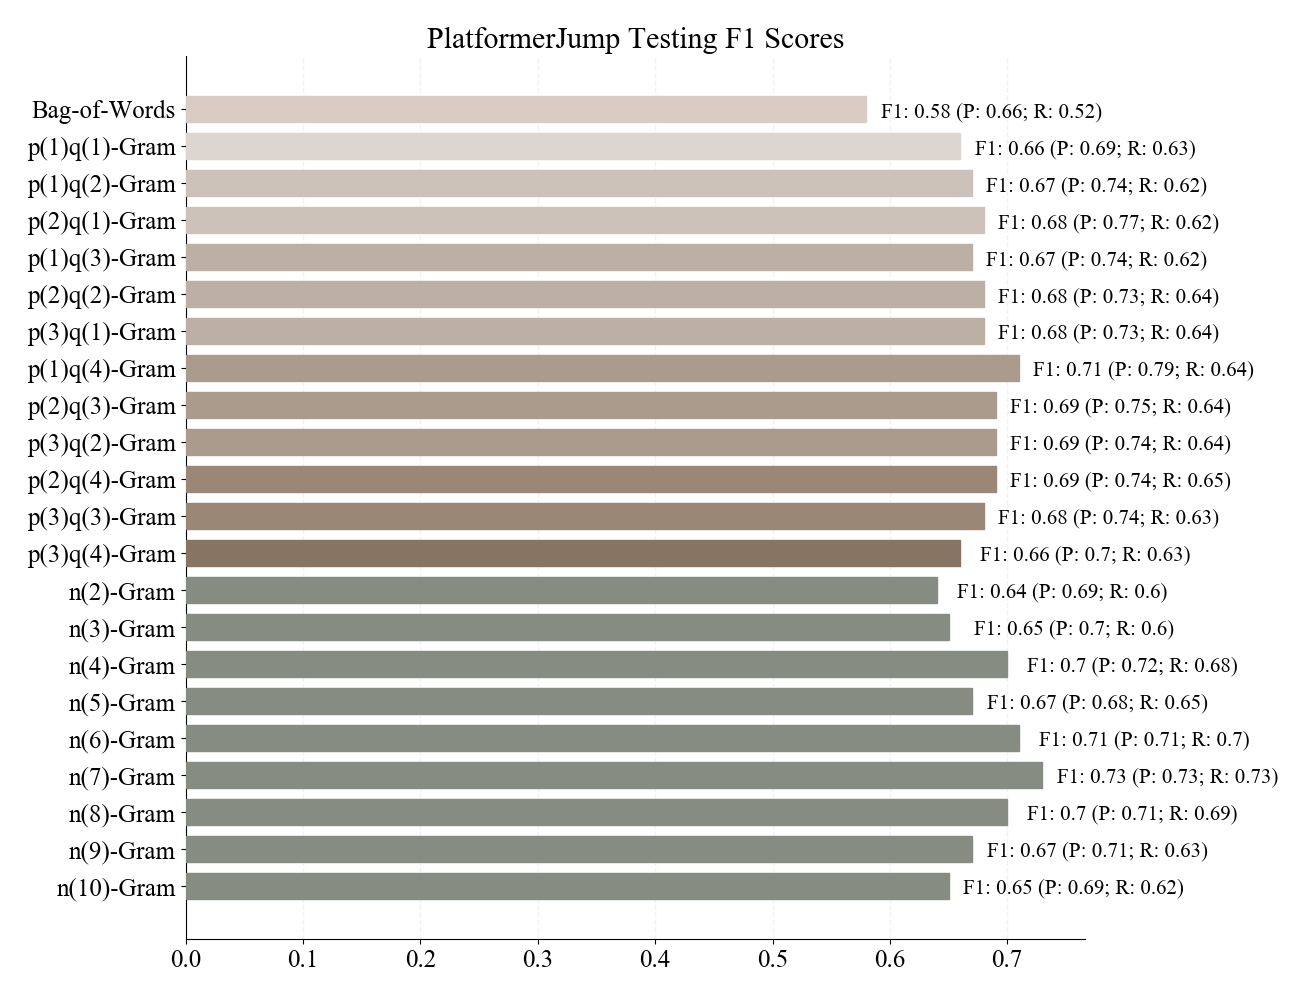 PlatformerJump Testing F1 Scores
Bag-of-Words F1: 0.58 (P: 0.66; R: 0.52)
p(1)q(1)-Gram F1: 0.66 (P: 0.69; R: 0.63)
p(1)q(2)-Gram F1: 0.67 (P: 0.74; R: 0.62)
p(2)q(1)-Gram F1: 0.68 (P: 0.77; R: 0.62)
p(1)q(3)-Gram F1: 0.67 (P: 0.74; R: 0.62)
p(2)q(2)-Gram F1: 0.68 (P: 0.73; R: 0.64)
p(3)q(1)-Gram F1: 0.68 (P: 0.73; R: 0.64)
p(1)q(4)-Gram F1: 0.71 (P: 0.79; R: 0.64)
p(2)q(3)-Gram F1: 0.69 (P: 0.75; R: 0.64)
p(3)q(2)-Gram F1: 0.69 (P: 0.74; R: 0.64)
p(2)q(4)-Gram F1: 0.69 (P: 0.74; R: 0.65)
p(3)q(3)-Gram F1: 0.68 (P: 0.74; R: 0.63)
p(3)q(4)-Gram F1: 0.66 (P: 0.7; R: 0.63)
n(2)-Gram F1: 0.64 (P: 0.69; R: 0.6)
n(3)-Gram F1: 0.65 (P: 0.7; R: 0.6)
n(4)-Gram F1: 0.7 (P: 0.72; R: 0.68)
n(5)-Gram F1: 0.67 (P: 0.68; R: 0.65)
n(6)-Gram F1: 0.71 (P: 0.71; R: 0.7)
n(7)-Gram F1: 0.73 (P: 0.73; R: 0.73)
n(8)-Gram F1: 0.7 (P: 0.71; R: 0.69)
n(9)-Gram F1: 0.67 (P: 0.71; R: 0.63)
n(10)-Gram F1: 0.65 (P: 0.69; R: 0.62)
0.0 0.1 0.2 0.3 0.4 0.5 0.6 0.7